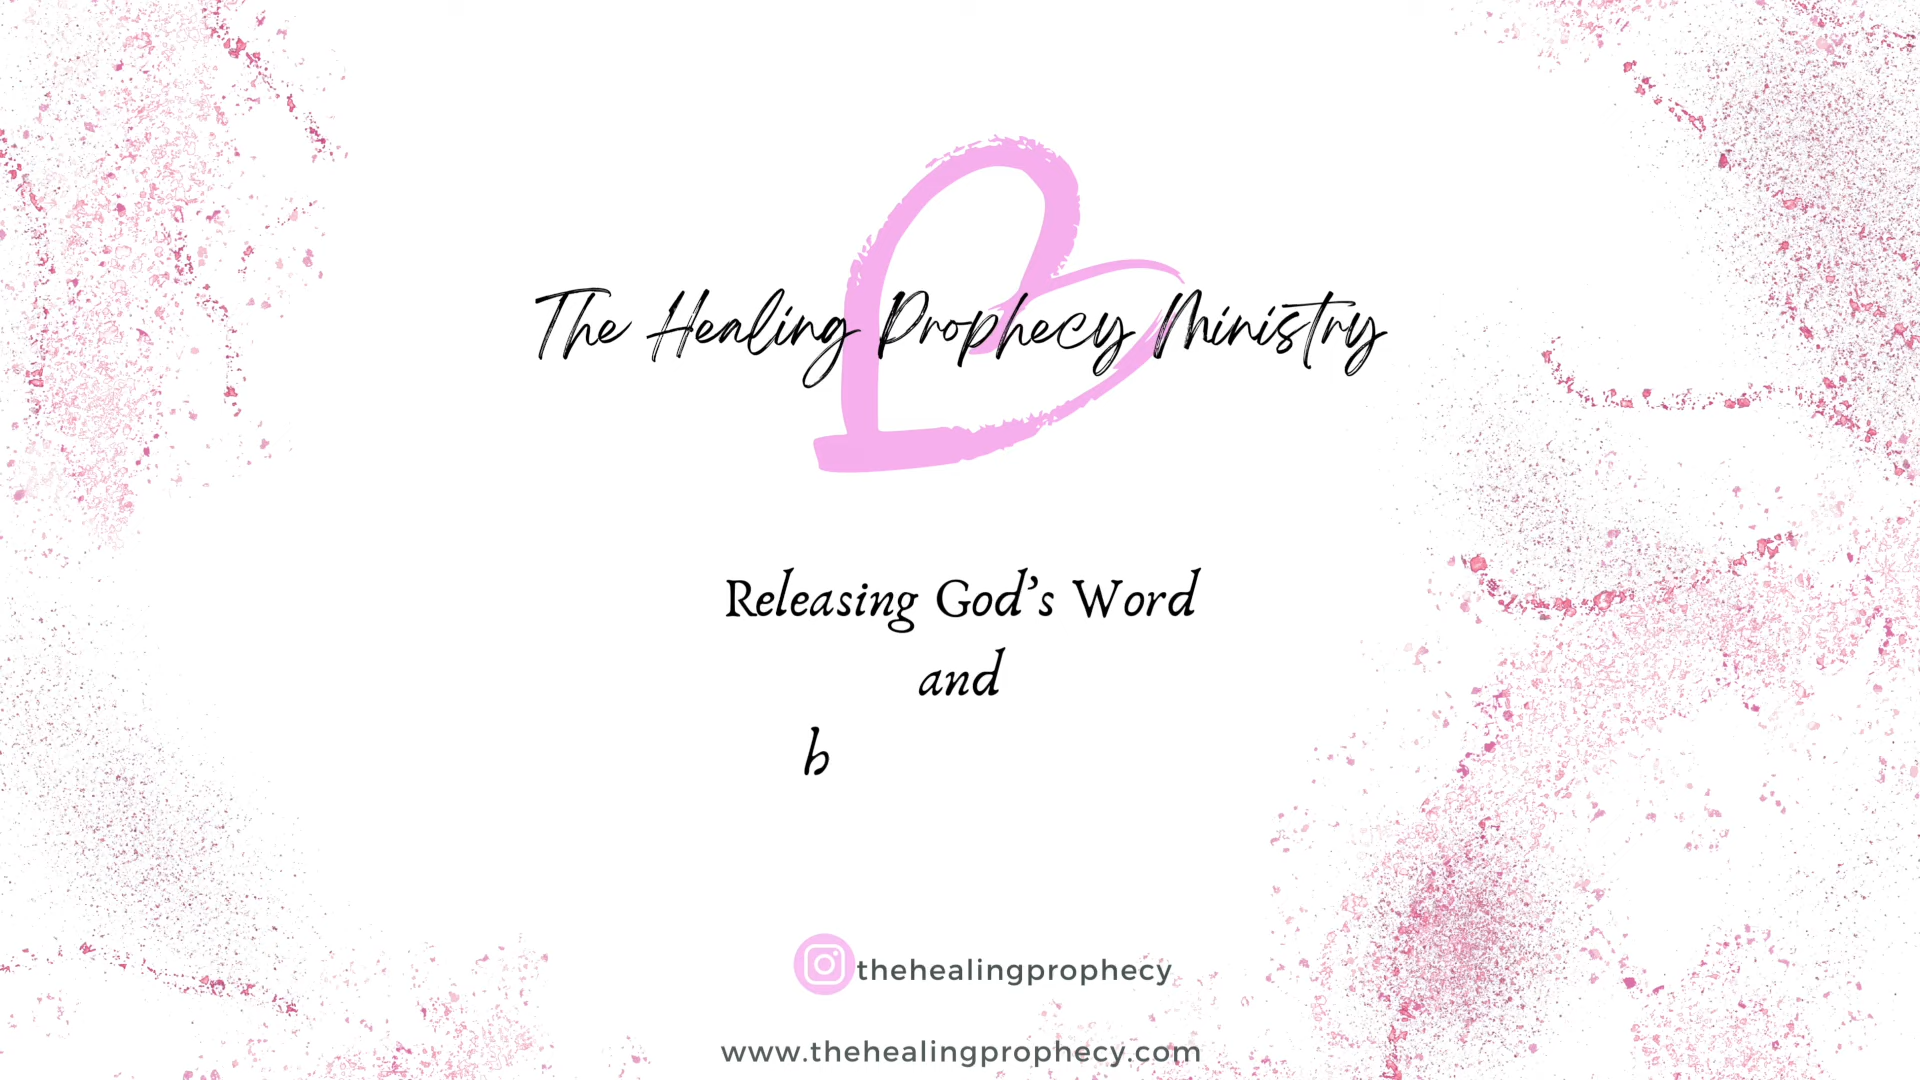 The Healing Prophecy Ministry
Releasing God's Word
and
h
thehealingprophecy
www.thehealingprophecy.com